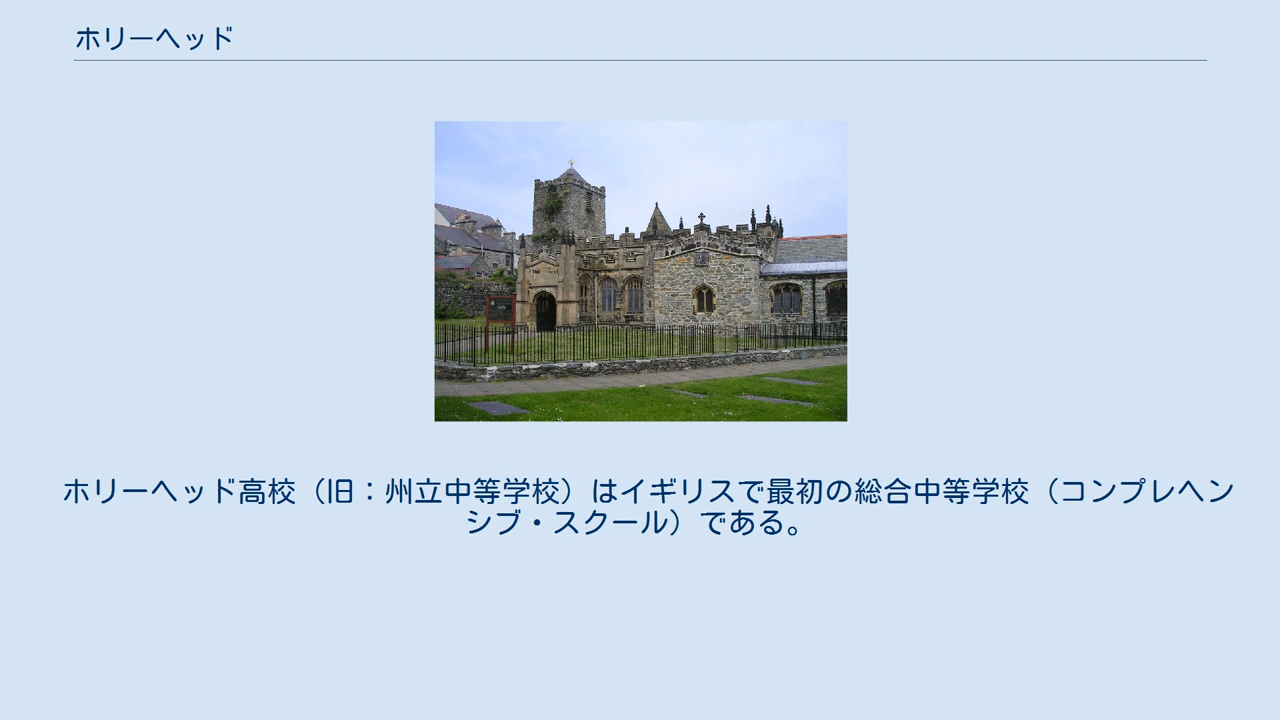 ホリーヘッド
ホリーヘッド高校（旧：州立中等学校）はイギリスで最初の総合中等学校（コンプレヘン
シブ・スクール）である。